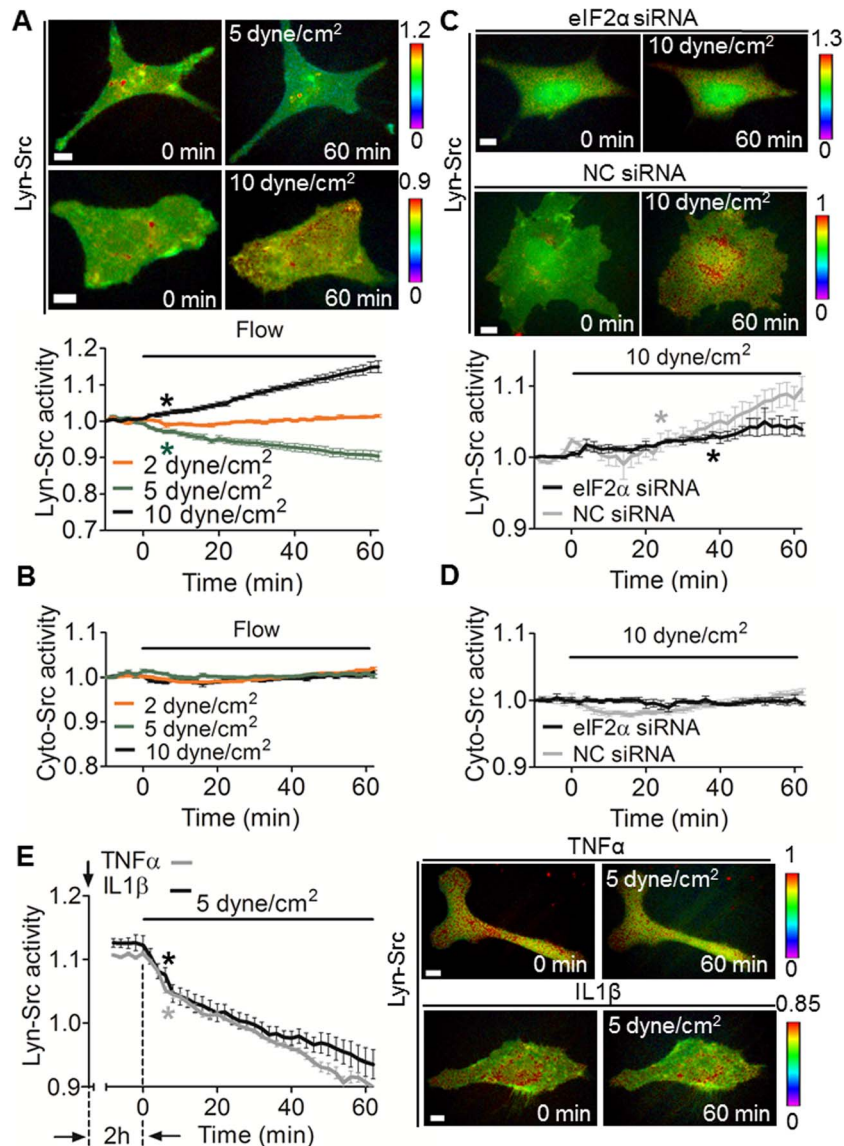 A
Lyn-Src
5 dyne/cm²
0 min
60 min
1.2
0
10 dyne/cm²
0 min
60 min
0.9
0
Flow
Lyn-Src activity
1.2
1.1
1.0
0.9
0.8
0.7
*
*
2 dyne/cm²
5 dyne/cm²
10 dyne/cm²
0
20
40
60
Time (min)
B
Flow
Cyto-Src activity
1.1
1.0
0.9
0.8
2 dyne/cm²
5 dyne/cm²
10 dyne/cm²
0
20
40
60
Time (min)
C
eIF2α siRNA
Lyn-Src
10 dyne/cm²
0 min
60 min
1.3
0
NC siRNA
10 dyne/cm²
0 min
60 min
1
0
10 dyne/cm²
Lyn-Src activity
1.1
1.0
0.9
*
*
eIF2α siRNA
NC siRNA
0
20
40
60
Time (min)
D
10 dyne/cm²
Cyto-Src activity
1.1
1.0
0.9
eIF2α siRNA
NC siRNA
0
20
40
60
Time (min)
E
TNFα
IL1β
5 dyne/cm²
Lyn-Src activity
1.2
1.1
1.0
0.9
*
*
0
20
40
60
2h
Time (min)
Lyn-Src
TNFα
5 dyne/cm²
0 min
60 min
1
0
IL1β
5 dyne/cm²
0 min
60 min
0.85
0